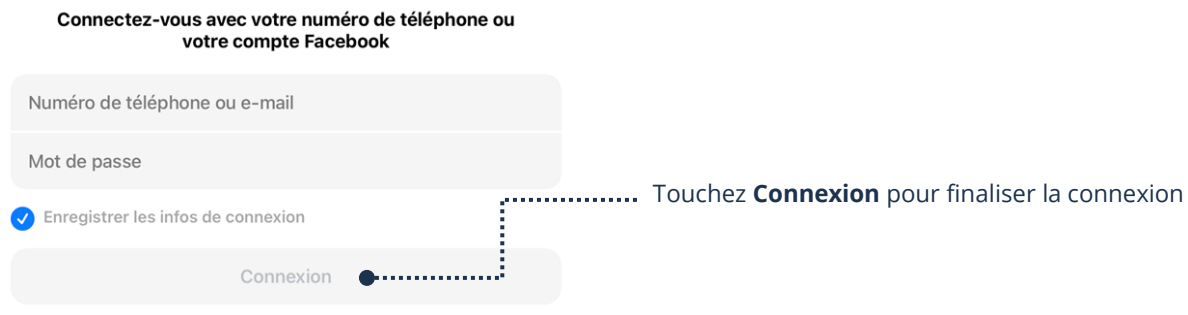 Connectez-vous avec votre numéro de téléphone ou
votre compte Facebook
Numéro de téléphone ou e-mail
Mot de passe
Enregistrer les infos de connexion
Touchez Connexion pour finaliser la connexion
Connexion